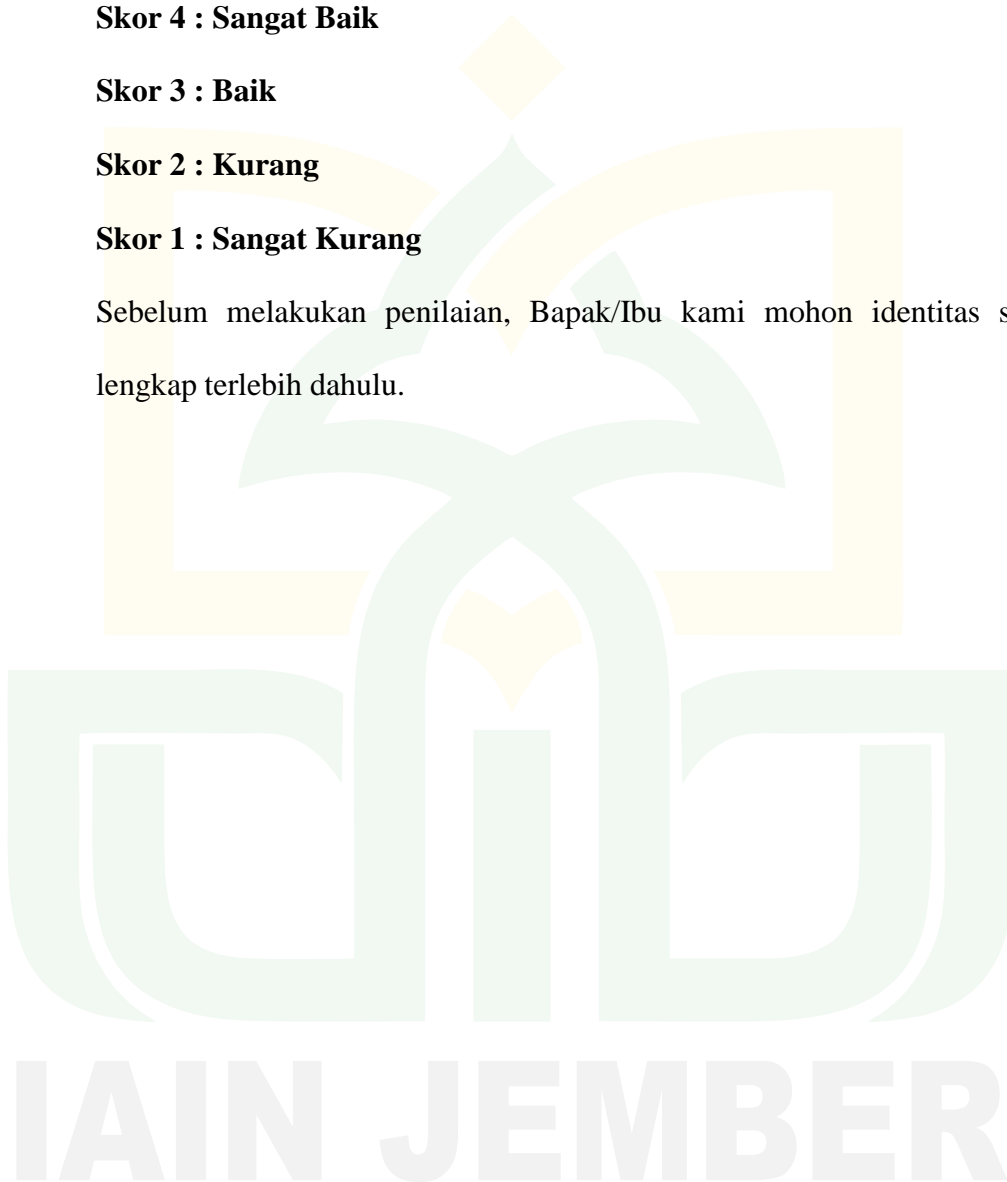 Skor 4 : Sangat Baik
Skor 3 : Baik
Skor 2 : Kurang
Skor 1 : Sangat Kurang
Sebelum melakukan penilaian, Bapak/Ibu kami mohon identitas
lengkap terlebih dahulu.
IAIN JEMBER